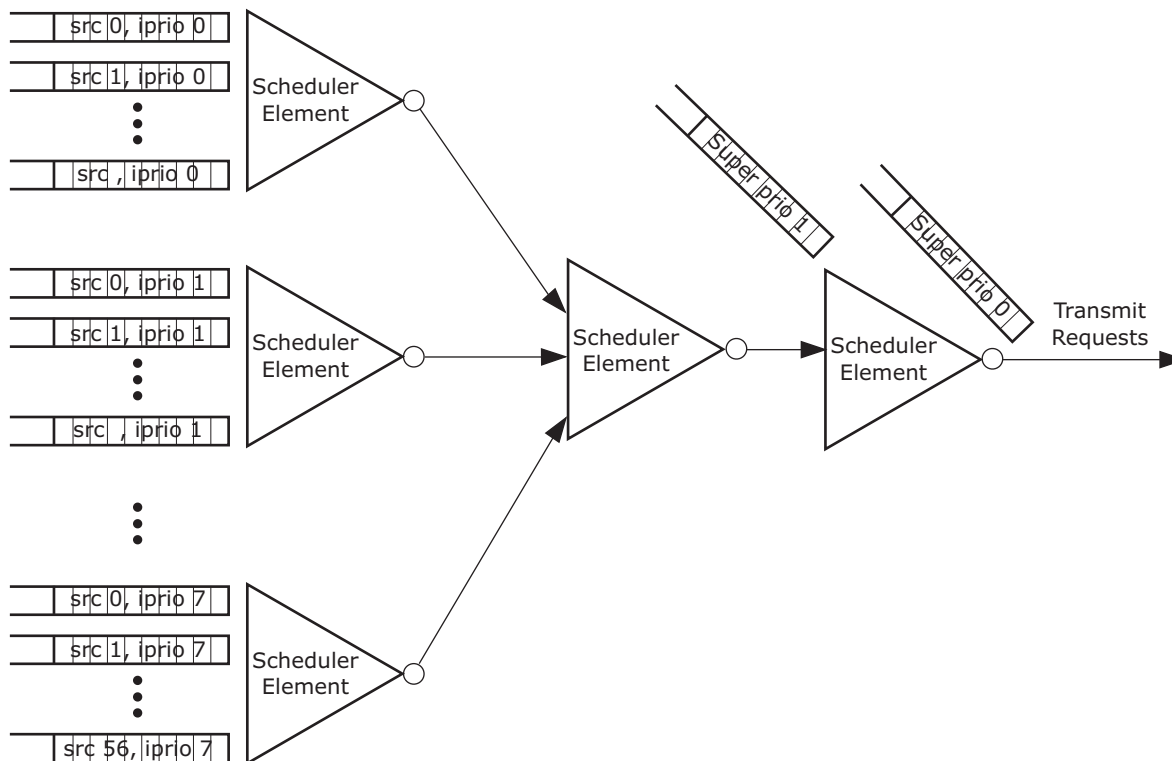 src 0, iprio 0
src 1, iprio 0
src , iprio 0
Scheduler
Element
src 0, iprio 1
src 1, iprio 1
src , iprio 1
Scheduler
Element
src 0, iprio 7
src 1, iprio 7
src 56, iprio 7
Scheduler
Element
Scheduler
Element
Super prio 1
Scheduler
Element
Super prio 0
Transmit
Requests